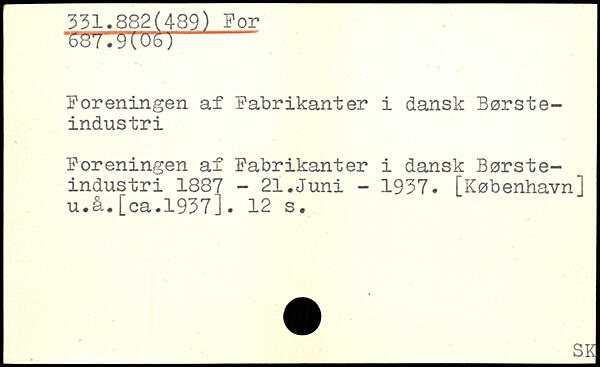 331.882(489) For
687.9(06)
Foreningen af Fabrikanter i dansk Børste-
industri
Foreningen af Fabrikanter i dansk Børste-
industri 1887 - 21.Juni - 1937. [København]
u.å.[ca.1937]. 12 s.
SK